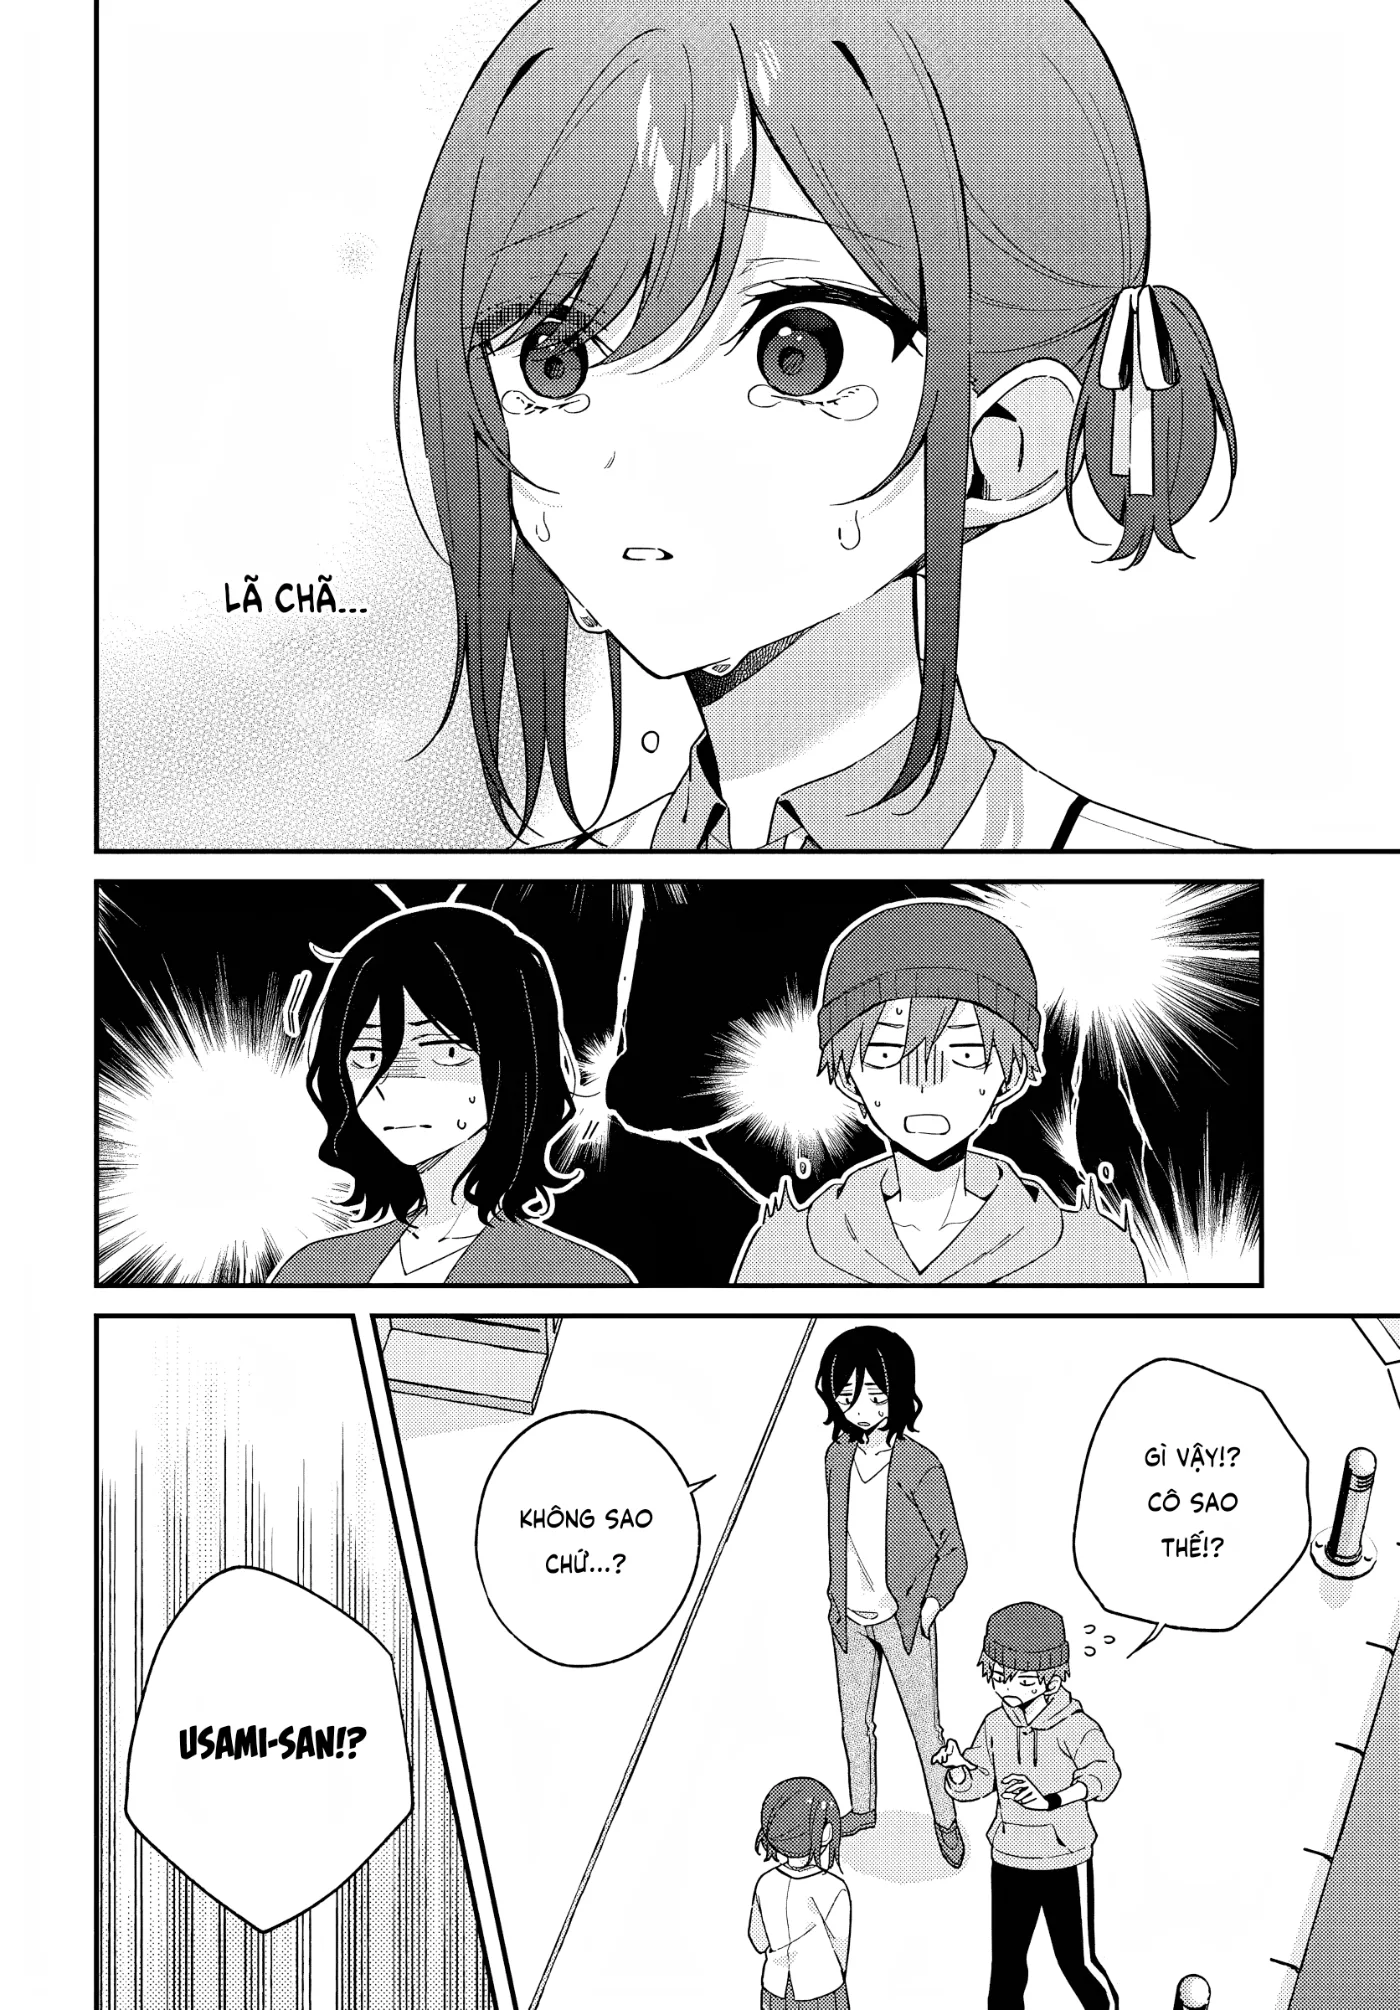 LÃ CHÃ...
GÌ VẬY!?
CÔ SAO
THẾ!?
KHÔNG SAO
CHỨ...?
USAMI-SAN!?